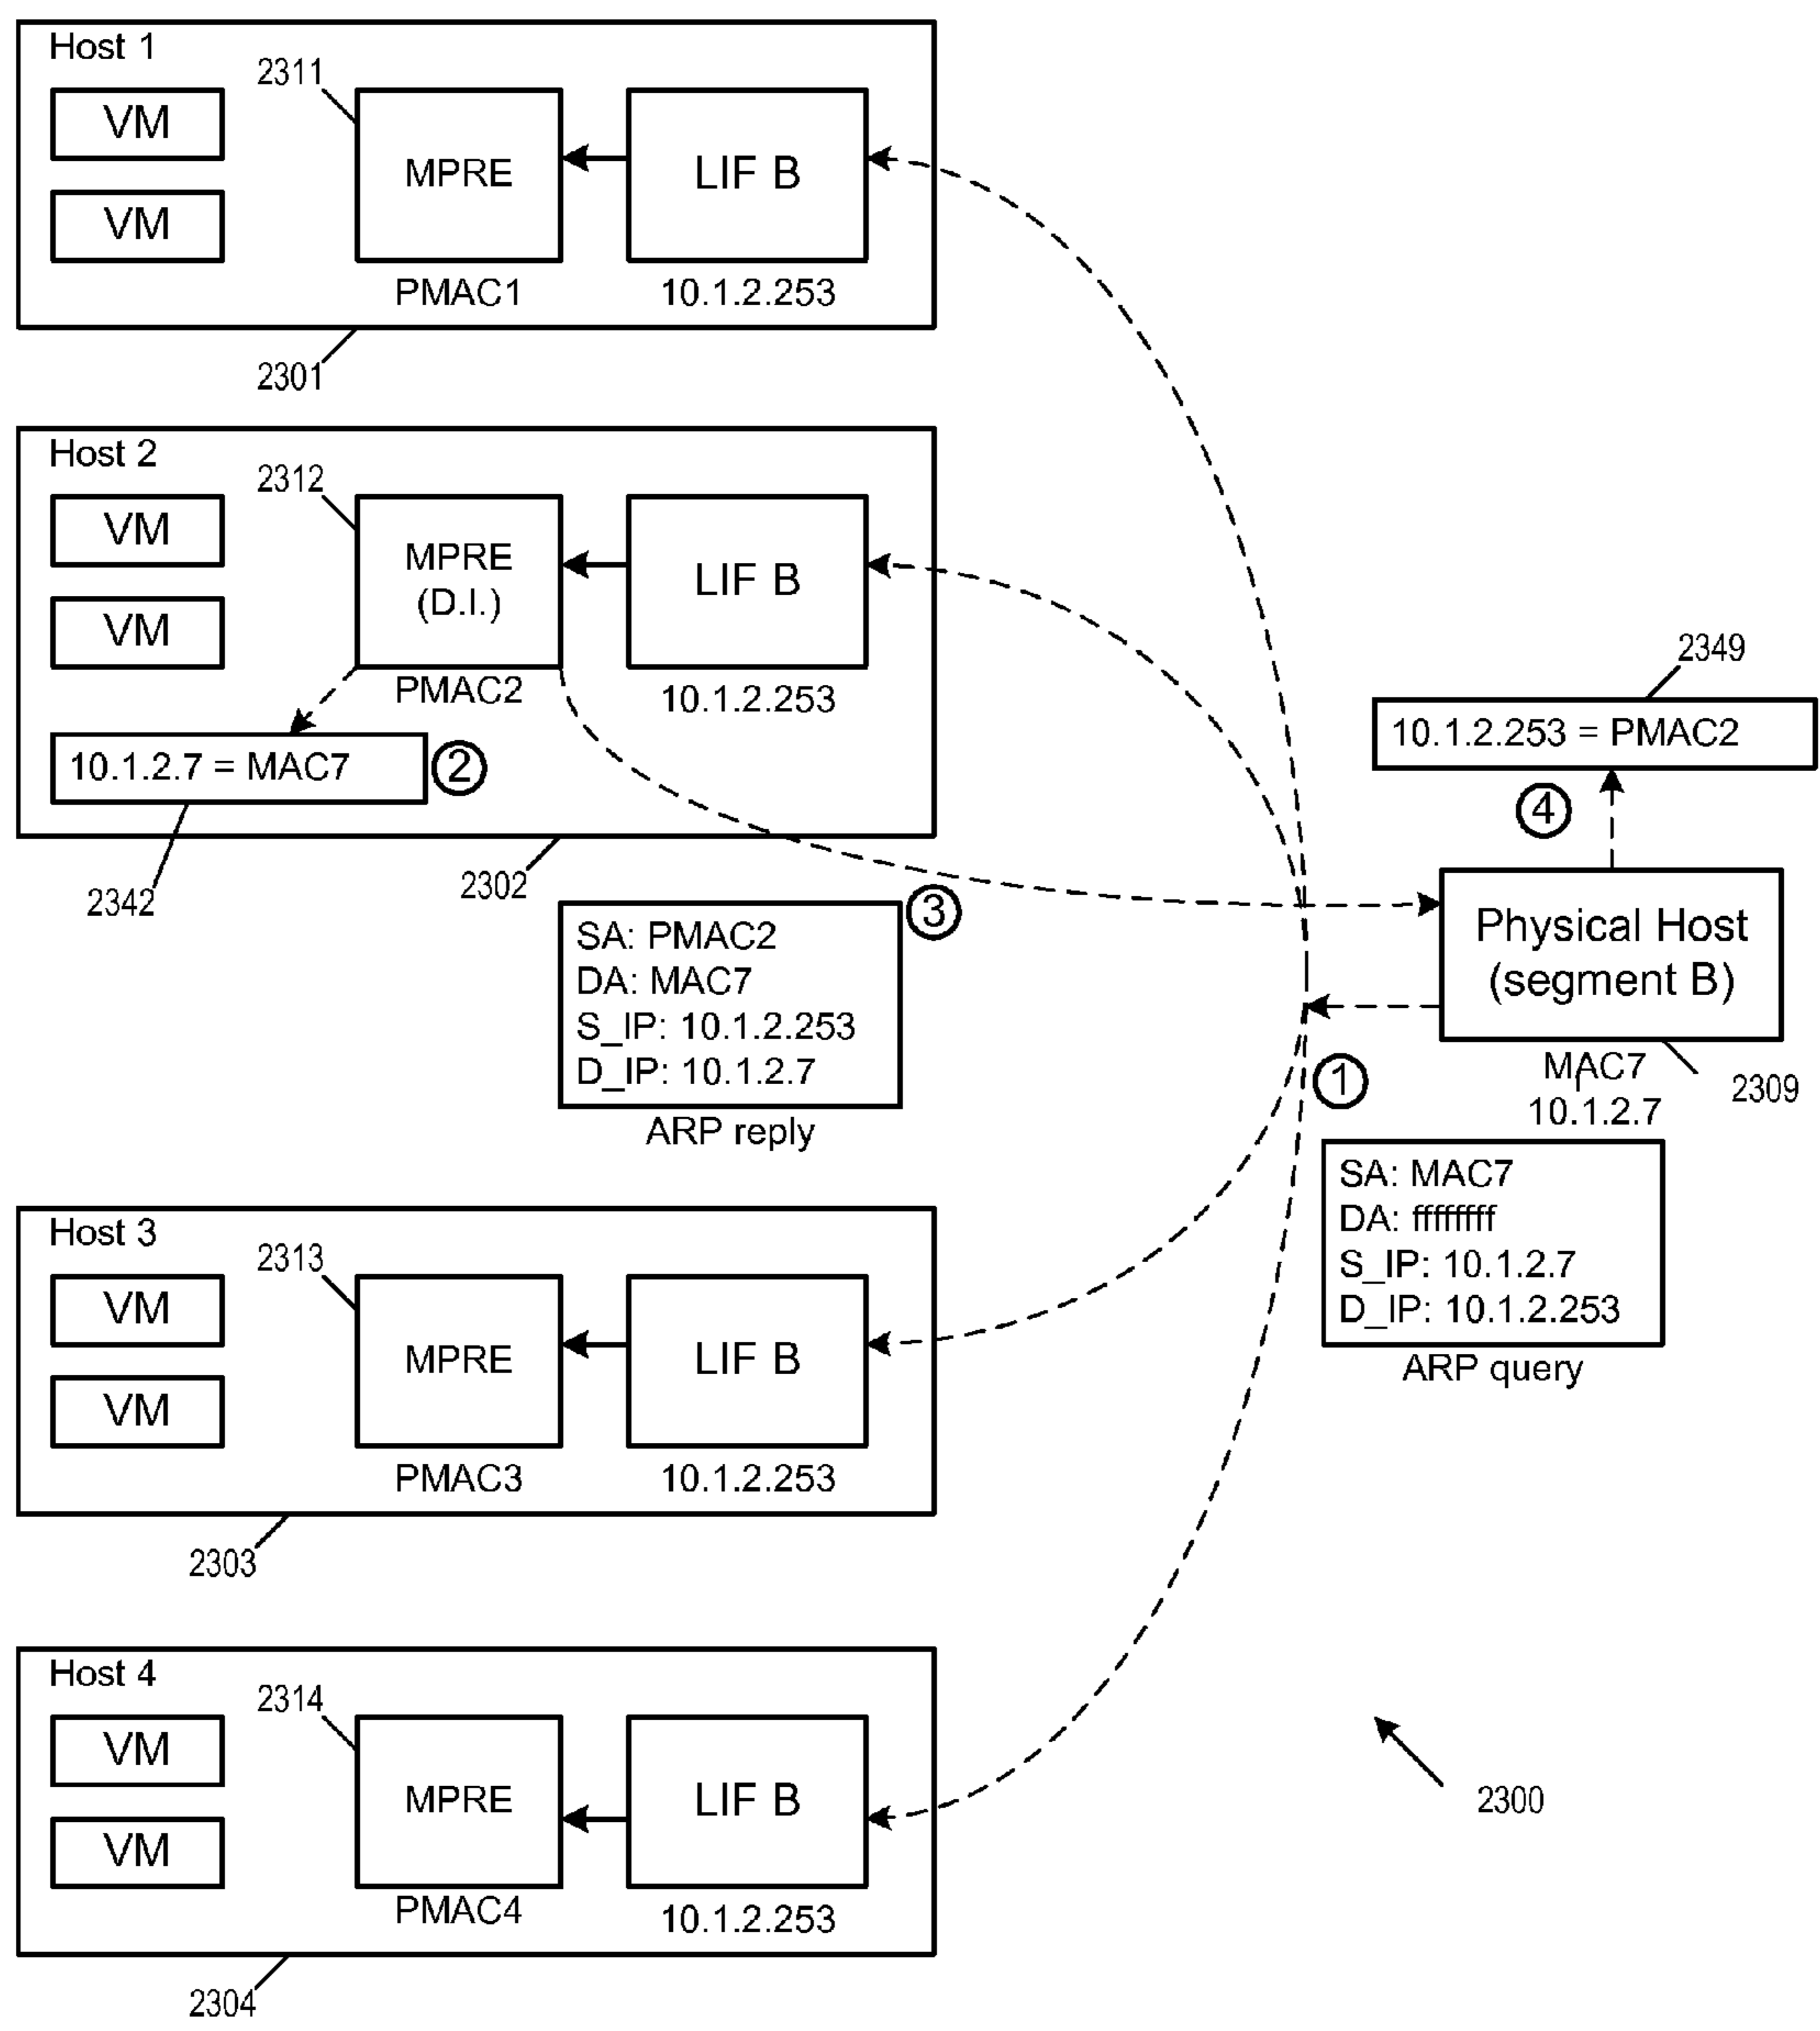 Host 1
2311
VM
VM
MPRE
LIF B
PMAC1
10.1.2.253
2301
Host 2
2312
VM
VM
MPRE
(D.I.)
LIF B
PMAC2
10.1.2.253
10.1.2.7 = MAC7
2
2342
2302
3
SA: PMAC2
DA: MAC7
S_IP: 10.1.2.253
D_IP: 10.1.2.7
ARP reply
2349
10.1.2.253 = PMAC2
4
Physical Host
(segment B)
MAC7
10.1.2.7
2309
1
SA: MAC7
DA: ffffffff
S_IP: 10.1.2.7
D_IP: 10.1.2.253
ARP query
Host 3
2313
VM
VM
MPRE
LIF B
PMAC3
10.1.2.253
2303
Host 4
2314
VM
VM
MPRE
LIF B
PMAC4
10.1.2.253
2304
2300